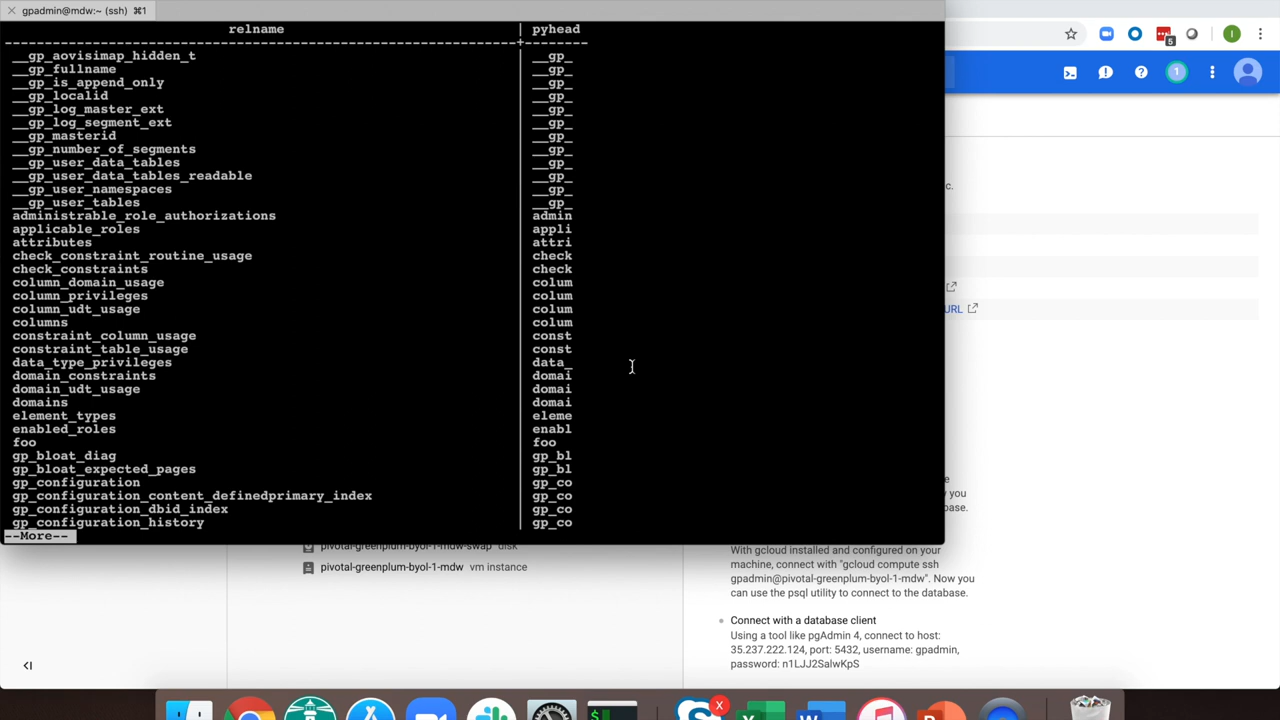 gpadmin@mdw:~ (ssh) ⌘1
relname | pyhead
__gp_aovisimap_hidden_t | __gp_
__gp_fullname | __gp_
__gp_is_append_only | __gp_
__gp_localid | __gp_
__gp_log_master_ext | __gp_
__gp_log_segment_ext | __gp_
__gp_masterid | __gp_
__gp_number_of_segments | __gp_
__gp_user_data_tables | __gp_
__gp_user_data_tables_readable | __gp_
__gp_user_namespaces | __gp_
__gp_user_tables | __gp_
administrable_role_authorizations | admin
applicable_roles | appli
attributes | attri
check_constraint_routine_usage | check
check_constraints | check
column_domain_usage | colum
column_privileges | colum
column_udt_usage | colum
columns | colum
constraint_column_usage | const
constraint_table_usage | const
data_type_privileges | data_
domain_constraints | domai
domain_udt_usage | domai
domains | domai
element_types | eleme
enabled_roles | enabl
foo | foo
gp_bloat_diag | gp_bl
gp_bloat_expected_pages | gp_bl
gp_configuration | gp_co
gp_configuration_content_definedprimary_index | gp_co
gp_configuration_dbid_index | gp_co
gp_configuration_history | gp_co
--More--
5
I
1
c.
URL
e
you
base.
pivotal-greenplum-byol-1-mdw-swap disk
pivotal-greenplum-byol-1-mdw vm instance
With gcloud installed and configured on your
machine, connect with "gcloud compute ssh
gpadmin@pivotal-greenplum-byol-1-mdw". Now you
can use the psql utility to connect to the database.
Connect with a database client
Using a tool like pgAdmin 4, connect to host:
35.237.222.124, port: 5432, username: gpadmin,
password: n1LJJ2SalwKpS